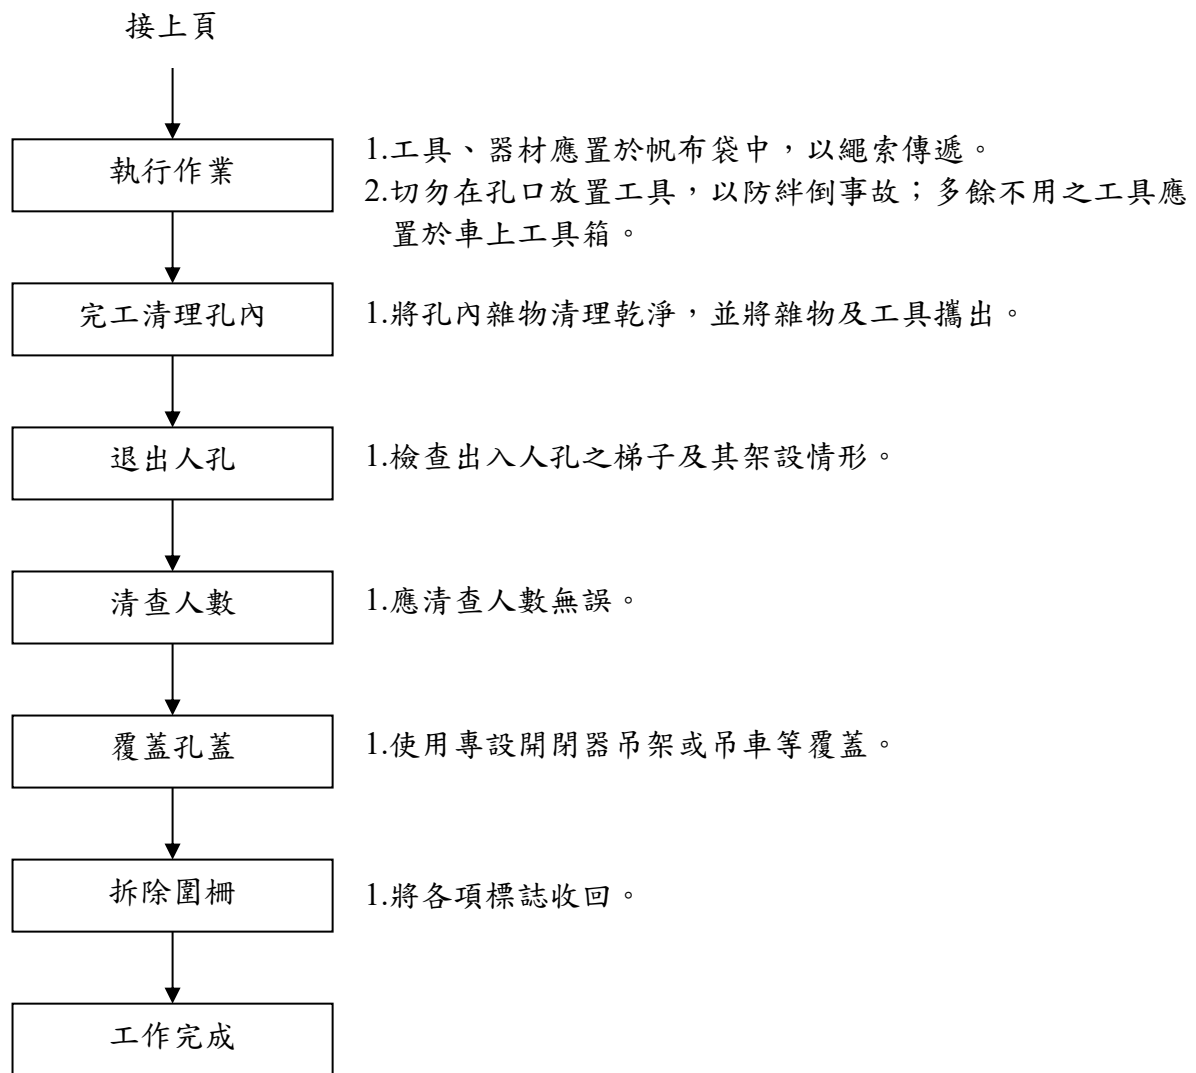 接上頁
執行作業
1.工具、器材應置於帆布袋中，以繩索傳遞。
2.切勿在孔口放置工具，以防絆倒事故；多餘不用之工具應
置於車上工具箱。
完工清理孔內
1.將孔內雜物清理乾淨，並將雜物及工具攜出。
退出人孔
1.檢查出入人孔之梯子及其架設情形。
清查人數
1.應清查人數無誤。
覆蓋孔蓋
1.使用專設開閉器吊架或吊車等覆蓋。
拆除圍柵
1.將各項標誌收回。
工作完成